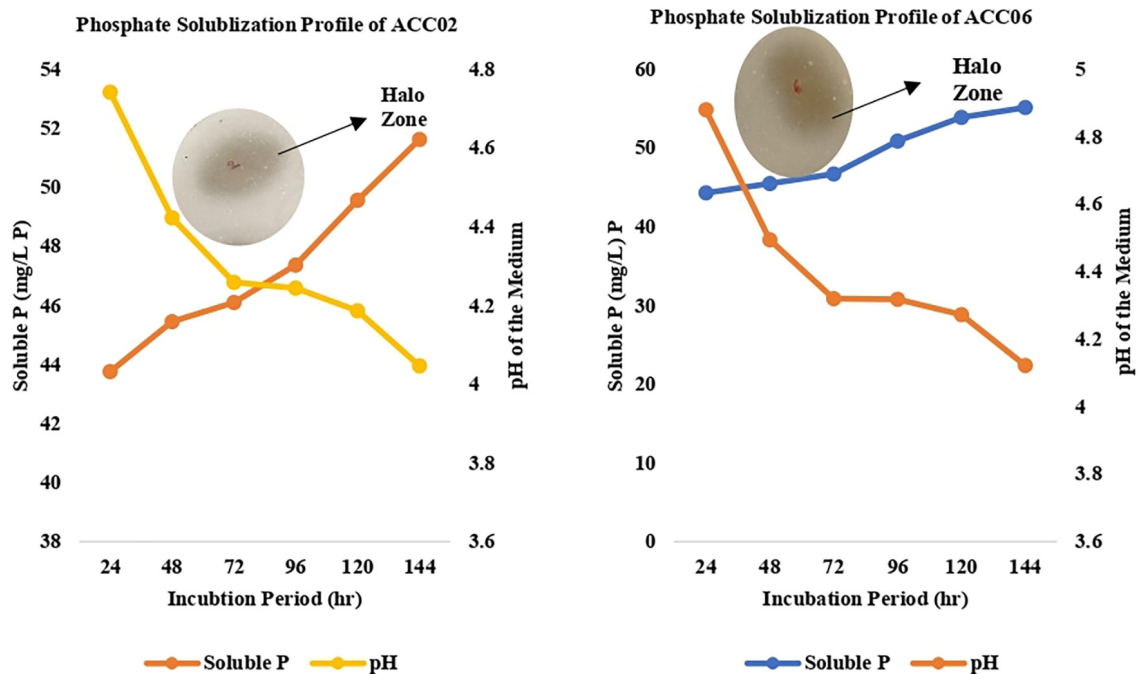 Phosphate Solublization Profile of ACC02
54
52
50
48
46
44
42
40
38
Soluble P (mg/L P)
4.8
4.6
4.4
4.2
4
3.8
3.6
pH of the Medium
Halo
Zone
24 48 72 96 120 144
Incubtion Period (hr)
Soluble P pH
Phosphate Solublization Profile of ACC06
60
50
40
30
20
10
0
Soluble P (mg/L) P
5
4.8
4.6
4.4
4.2
4
3.8
3.6
pH of the Medium
Halo
Zone
24 48 72 96 120 144
Incubation Period (hr)
Soluble P pH